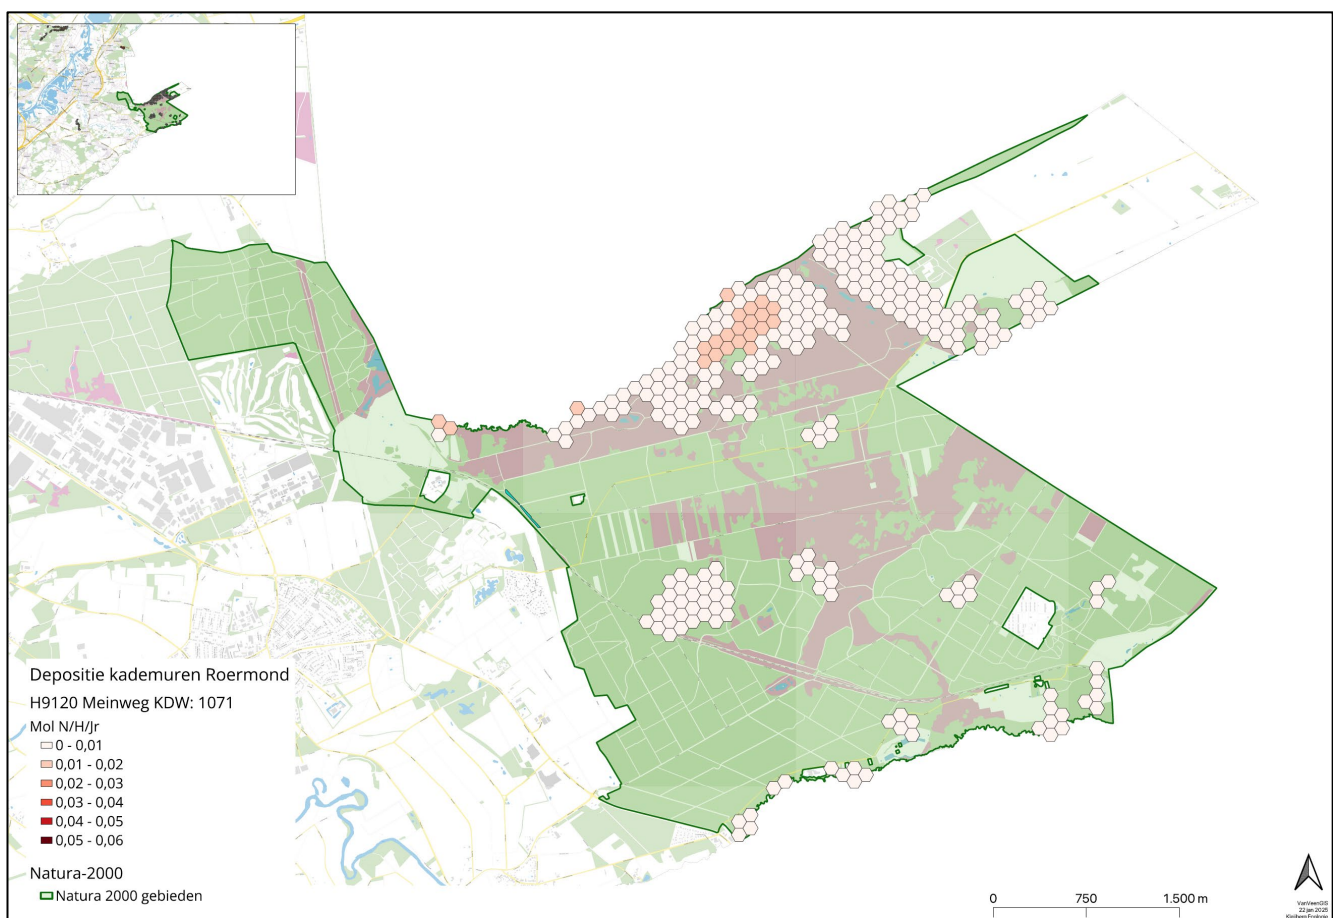 Depositie kademuren Roermond
H9120 Meinweg KDW: 1071
Mol N/H/Jr
0 - 0,01
0,01 - 0,02
0,02 - 0,03
0,03 - 0,04
0,04 - 0,05
0,05 - 0,06
Natura-2000
Natura 2000 gebieden
0 750 1.500 m
VanVeenGIS
22 jan 2025
Ecologie